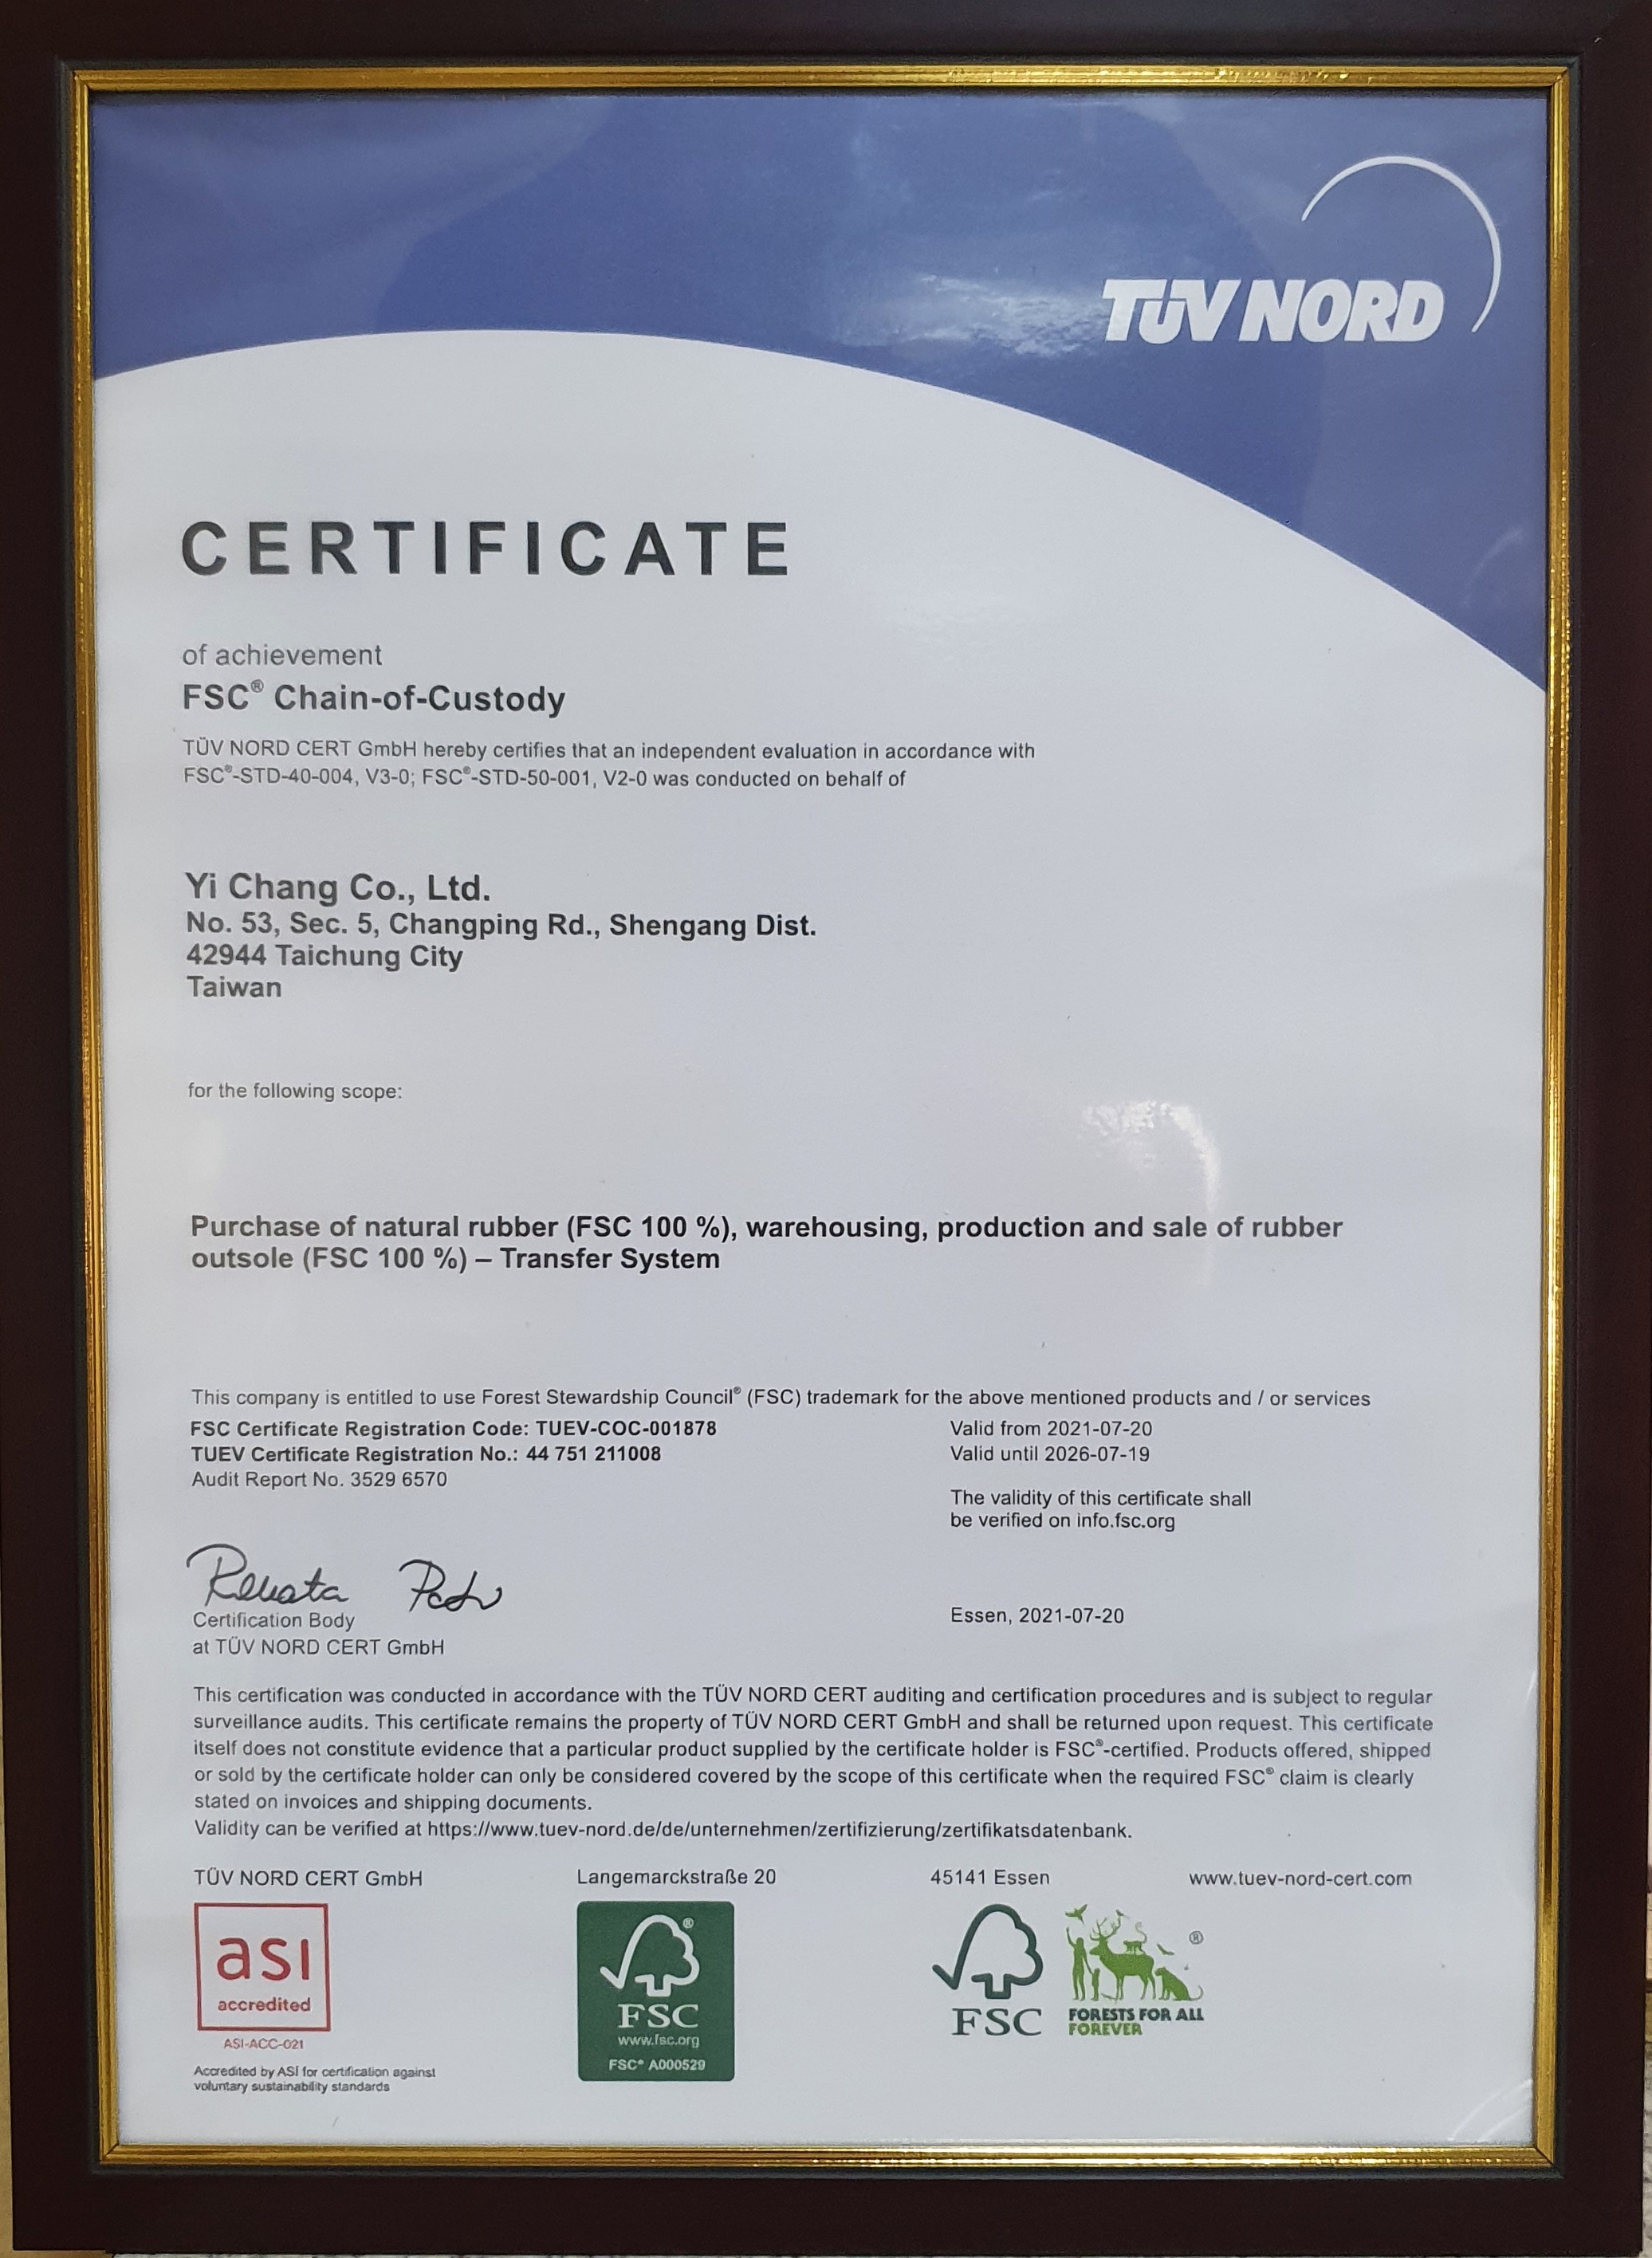 TÜV NORD
CERTIFICATE
of achievement
FSC® Chain-of-Custody
TÜV NORD CERT GmbH hereby certifies that an independent evaluation in accordance with
FSC®-STD-40-004, V3-0; FSC®-STD-50-001, V2-0 was conducted on behalf of
Yi Chang Co., Ltd.
No. 53, Sec. 5, Changping Rd., Shengang Dist.
42944 Taichung City
Taiwan
for the following scope:
Purchase of natural rubber (FSC 100 %), warehousing, production and sale of rubber
outsole (FSC 100 %) – Transfer System
This company is entitled to use Forest Stewardship Council® (FSC) trademark for the above mentioned products and / or services
FSC Certificate Registration Code: TUEV-COC-001878
TUEV Certificate Registration No.: 44 751 211008
Audit Report No. 3529 6570
Valid from 2021-07-20
Valid until 2026-07-19
The validity of this certificate shall
be verified on info.fsc.org
Renata
Certification Body
at TÜV NORD CERT GmbH
Essen, 2021-07-20
This certification was conducted in accordance with the TÜV NORD CERT auditing and certification procedures and is subject to regular
surveillance audits. This certificate remains the property of TÜV NORD CERT GmbH and shall be returned upon request. This certificate
itself does not constitute evidence that a particular product supplied by the certificate holder is FSC®-certified. Products offered, shipped
or sold by the certificate holder can only be considered covered by the scope of this certificate when the required FSC® claim is clearly
stated on invoices and shipping documents.
Validity can be verified at https://www.tuev-nord.de/de/unternehmen/zertifizierung/zertifikatsdatenbank.
TÜV NORD CERT GmbH Langemarckstraße 20 45141 Essen www.tuev-nord-cert.com
asi
accredited
ASI-ACC-021
Accredited by ASI for certification against
voluntary sustainability standards
®
FSC
www.fsc.org
FSC® A000529
FSC
®
FORESTS FOR ALL
FOREVER